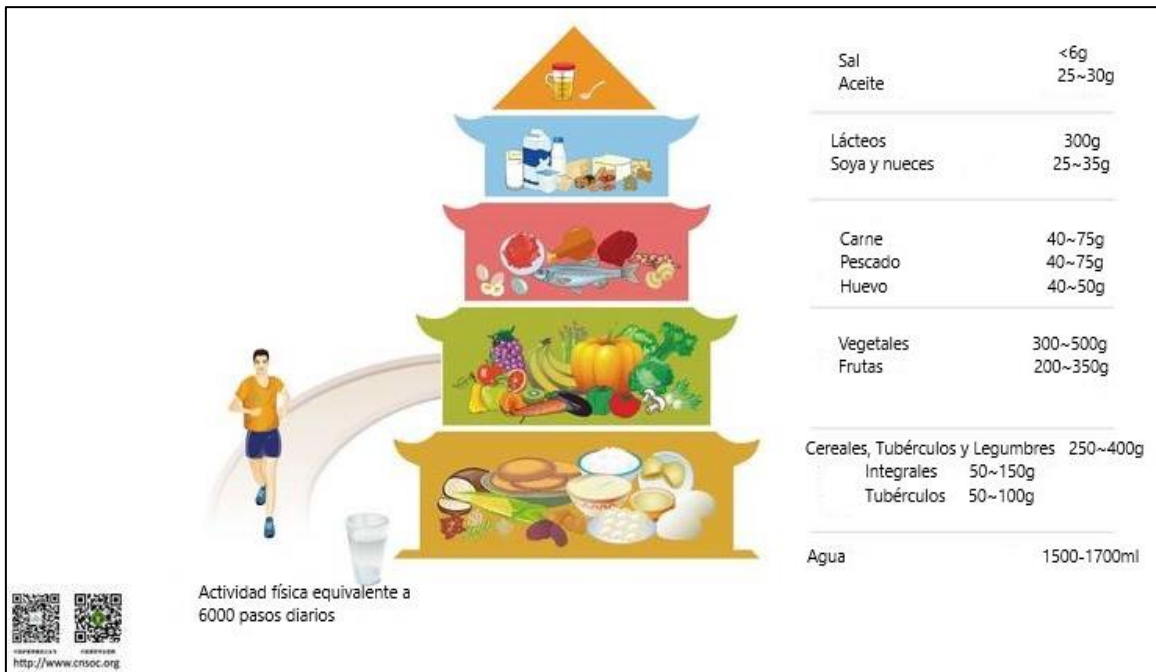 Sal <6g
Aceite 25~30g
Lácteos 300g
Soya y nueces 25~35g
Carne 40~75g
Pescado 40~75g
Huevo 40~50g
Vegetales 300~500g
Frutas 200~350g
Cereales, Tubérculos y Legumbres 250~400g
Integrales 50~150g
Tubérculos 50~100g
Agua 1500-1700ml
Actividad física equivalente a
6000 pasos diarios
http://www.cnsoc.org